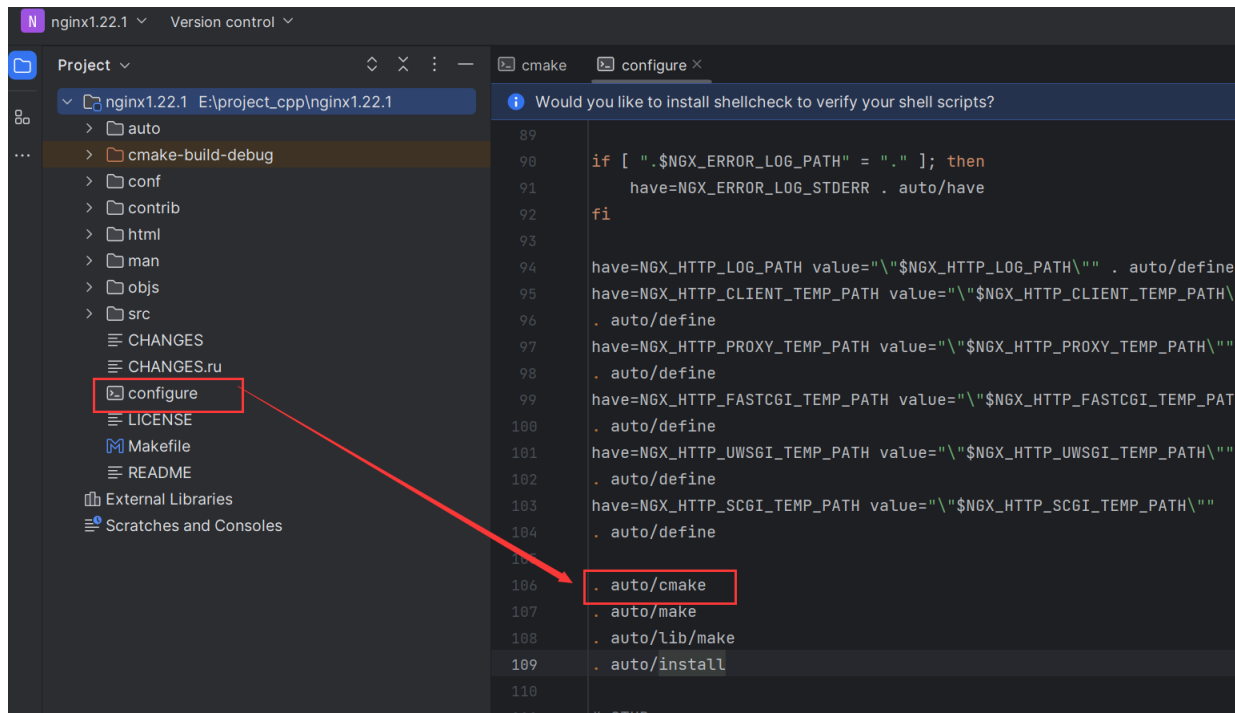 N nginx1.22.1 Version control
Project
nginx1.22.1 E:\project_cpp\nginx1.22.1
auto
cmake-build-debug
conf
contrib
html
man
objs
src
CHANGES
CHANGES.ru
configure
LICENSE
Makefile
README
External Libraries
Scratches and Consoles
cmake configure
Would you like to install shellcheck to verify your shell scripts?
89
90 if [ ".$NGX_ERROR_LOG_PATH" = "." ]; then
91 have=NGX_ERROR_LOG_STDERR . auto/have
92 fi
93
94 have=NGX_HTTP_LOG_PATH value="\"$NGX_HTTP_LOG_PATH\"" . auto/define
95 have=NGX_HTTP_CLIENT_TEMP_PATH value="\"$NGX_HTTP_CLIENT_TEMP_PATH\
96 . auto/define
97 have=NGX_HTTP_PROXY_TEMP_PATH value="\"$NGX_HTTP_PROXY_TEMP_PATH\""
98 . auto/define
99 have=NGX_HTTP_FASTCGI_TEMP_PATH value="\"$NGX_HTTP_FASTCGI_TEMP_PAT
100 . auto/define
101 have=NGX_HTTP_UWSGI_TEMP_PATH value="\"$NGX_HTTP_UWSGI_TEMP_PATH\""
102 . auto/define
103 have=NGX_HTTP_SCGI_TEMP_PATH value="\"$NGX_HTTP_SCGI_TEMP_PATH\""
104 . auto/define
105
106 . auto/cmake
107 . auto/make
108 . auto/lib/make
109 . auto/install
110